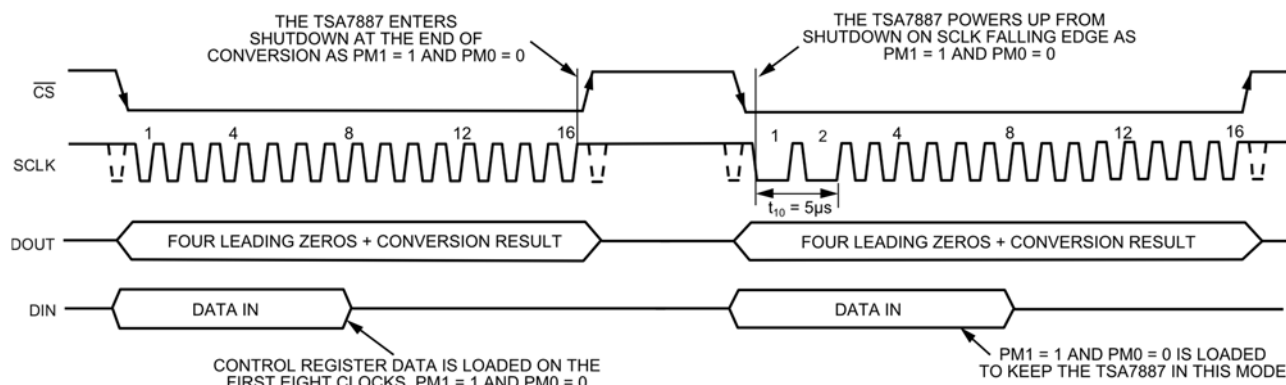 THE TSA7887 ENTERS
SHUTDOWN AT THE END OF
CONVERSION AS PM1 = 1 AND PM0 = 0
THE TSA7887 POWERS UP FROM
SHUTDOWN ON SCLK FALLING EDGE AS
PM1 = 1 AND PM0 = 0
CS
1 4 8 12 16 1 2 4 8 12 16
SCLK
t10 = 5µs
DOUT FOUR LEADING ZEROS + CONVERSION RESULT FOUR LEADING ZEROS + CONVERSION RESULT
DIN DATA IN DATA IN
CONTROL REGISTER DATA IS LOADED ON THE
FIRST EIGHT CLOCKS. PM1 = 1 AND PM0 = 0
PM1 = 1 AND PM0 = 0 IS LOADED
TO KEEP THE TSA7887 IN THIS MODE